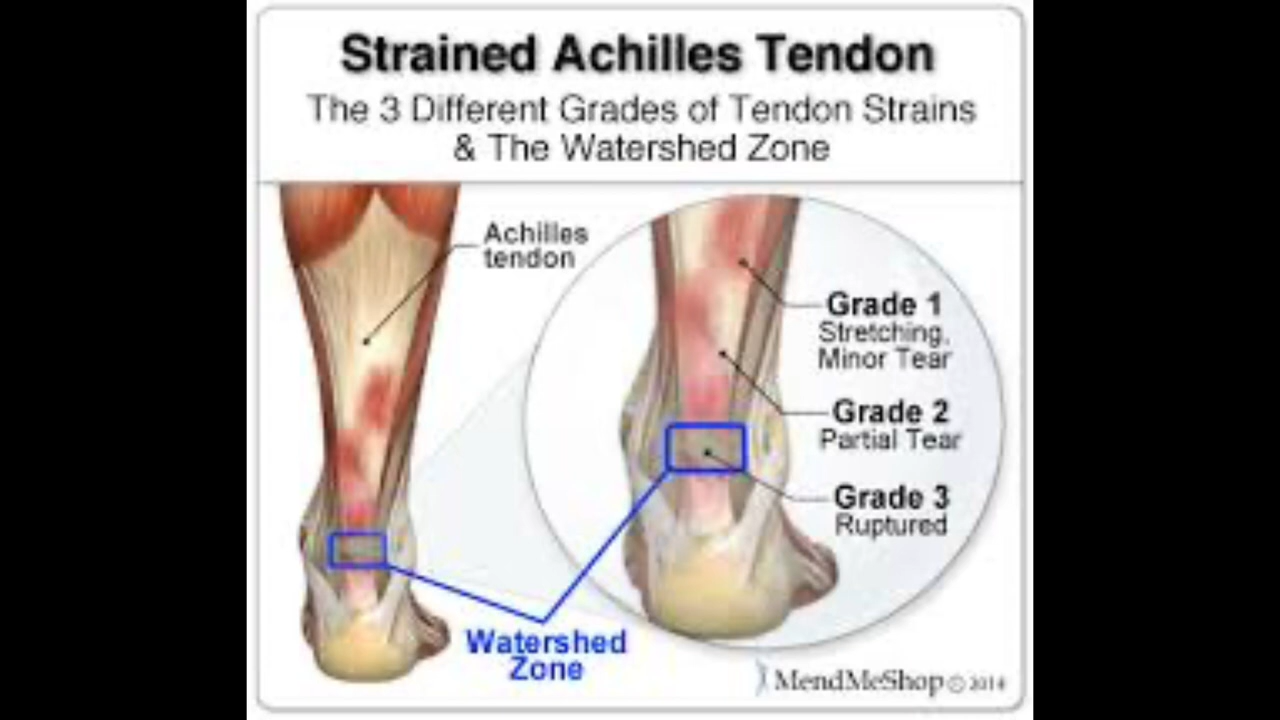 Strained Achilles Tendon
The 3 Different Grades of Tendon Strains
& The Watershed Zone
Achilles
tendon
Grade 1
Stretching,
Minor Tear
Grade 2
Partial Tear
Grade 3
Ruptured
Watershed
Zone
MendMeShop © 2014